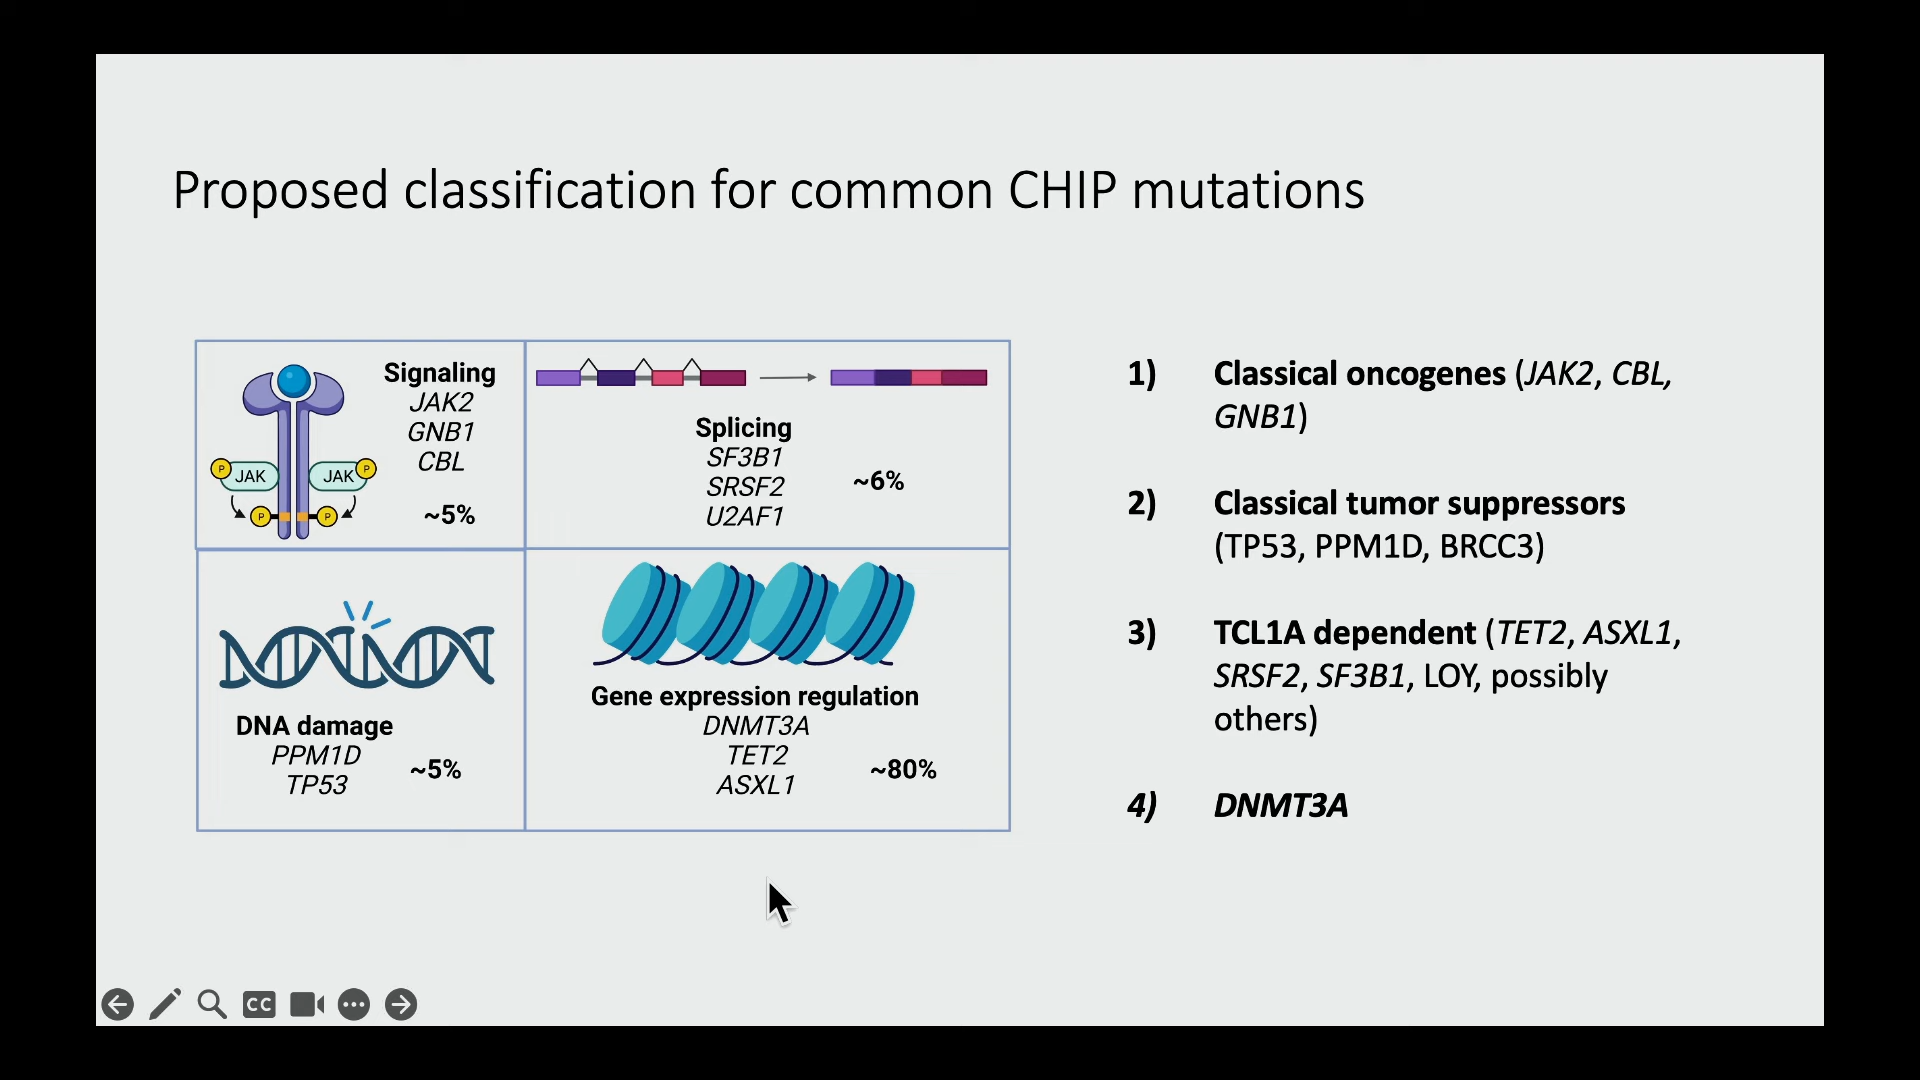 Proposed classification for common CHIP mutations
Signaling
JAK2
GNB1
CBL
~5%
P
JAK
JAK
P
P
P
Splicing
SF3B1
SRSF2
U2AF1
~6%
DNA damage
PPM1D
TP53
~5%
Gene expression regulation
DNMT3A
TET2
ASXL1
~80%
1) Classical oncogenes (JAK2, CBL,
GNB1)
2) Classical tumor suppressors
(TP53, PPM1D, BRCC3)
3) TCL1A dependent (TET2, ASXL1,
SRSF2, SF3B1, LOY, possibly
others)
4) DNMT3A
CC